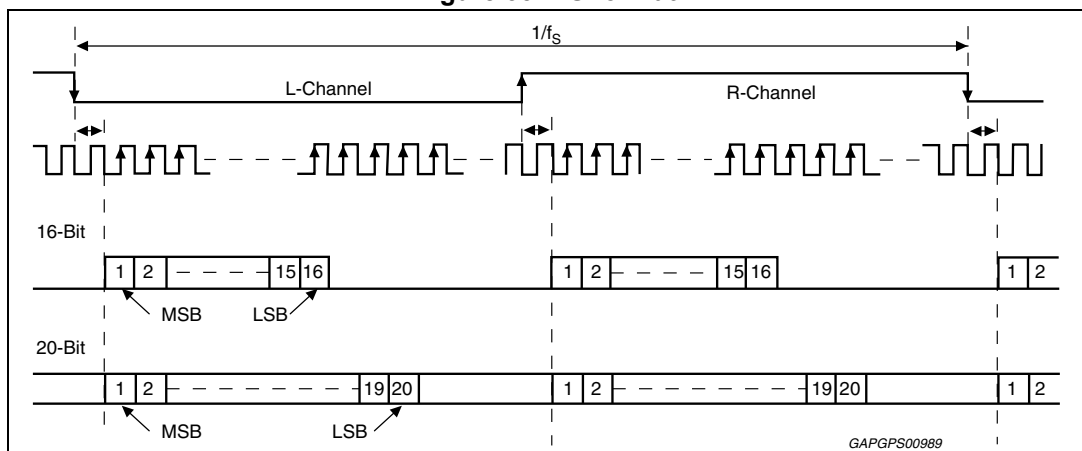 1/fS
L-Channel
R-Channel
16-Bit
1 2 15 16 1 2 15 16 1 2
MSB LSB
20-Bit
1 2 19 20 1 2 19 20 1 2
MSB LSB
GAPGPS00989